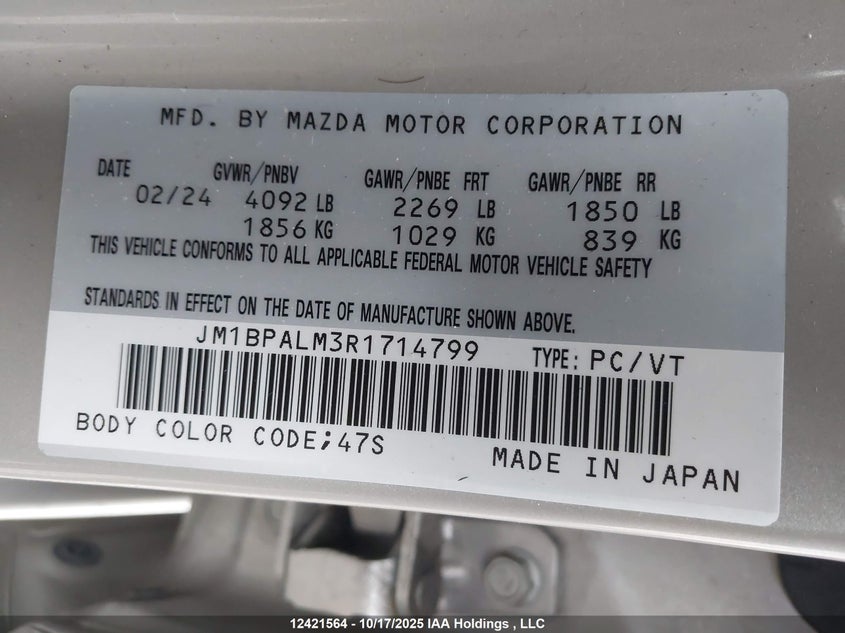 MFD. BY MAZDA MOTOR CORPORATION
DATE GVWR/PNBV GAWR/PNBE FRT GAWR/PNBE RR
02/24 4092 LB 2269 LB 1850 LB
1856 KG 1029 KG 839 KG
THIS VEHICLE CONFORMS TO ALL APPLICABLE FEDERAL MOTOR VEHICLE SAFETY
STANDARDS IN EFFECT ON THE DATE OF MANUFACTURE SHOWN ABOVE.
JM1BPALM3R1714799 TYPE: PC/VT
BODY COLOR CODE;47S
MADE IN JAPAN
12421564 - 10/17/2025 IAA Holdings , LLC